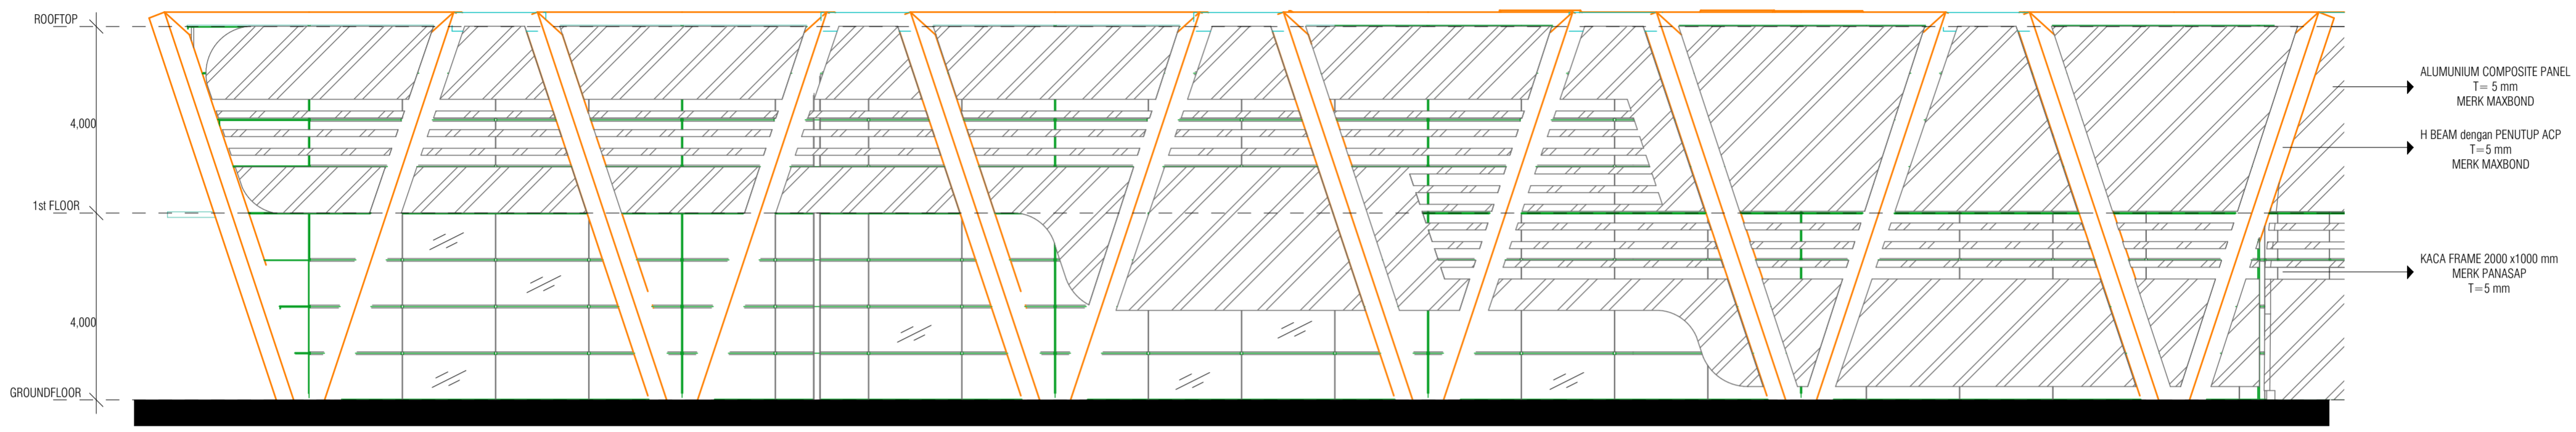 ROOFTOP
4,000
1st FLOOR
4,000
GROUNDFLOOR
ALUMUNIUM COMPOSITE PANEL
T= 5 mm
MERK MAXBOND
H BEAM dengan PENUTUP ACP
T=5 mm
MERK MAXBOND
KACA FRAME 2000 x1000 mm
MERK PANASAP
T=5 mm